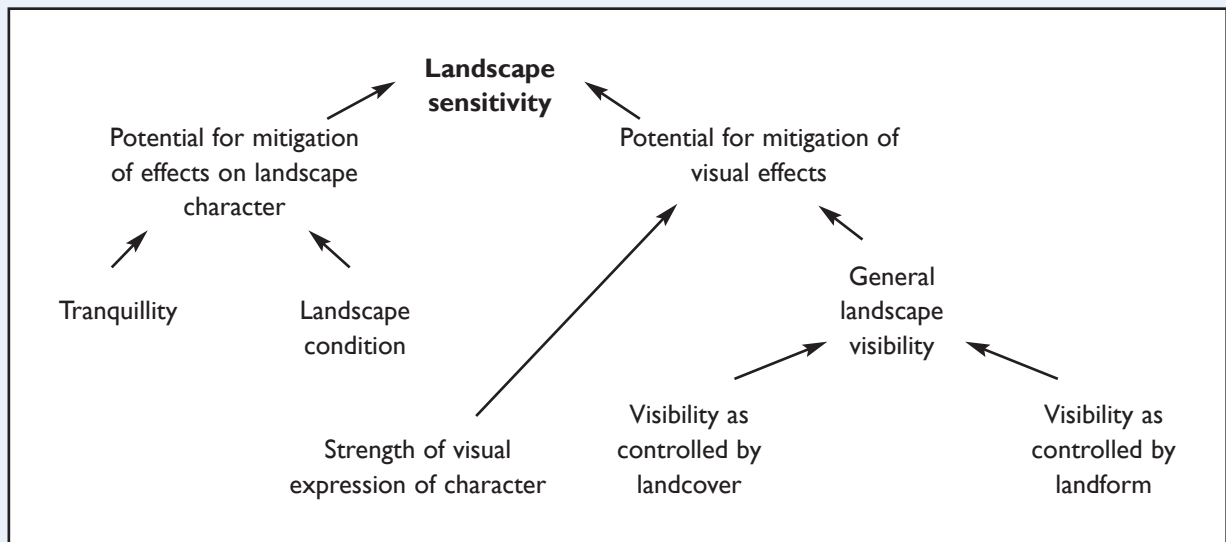 Landscape
sensitivity
Potential for mitigation
of effects on landscape
character
Potential for mitigation of
visual effects
Tranquillity
Landscape
condition
General
landscape
visibility
Strength of visual
expression of character
Visibility as
controlled by
landcover
Visibility as
controlled by
landform